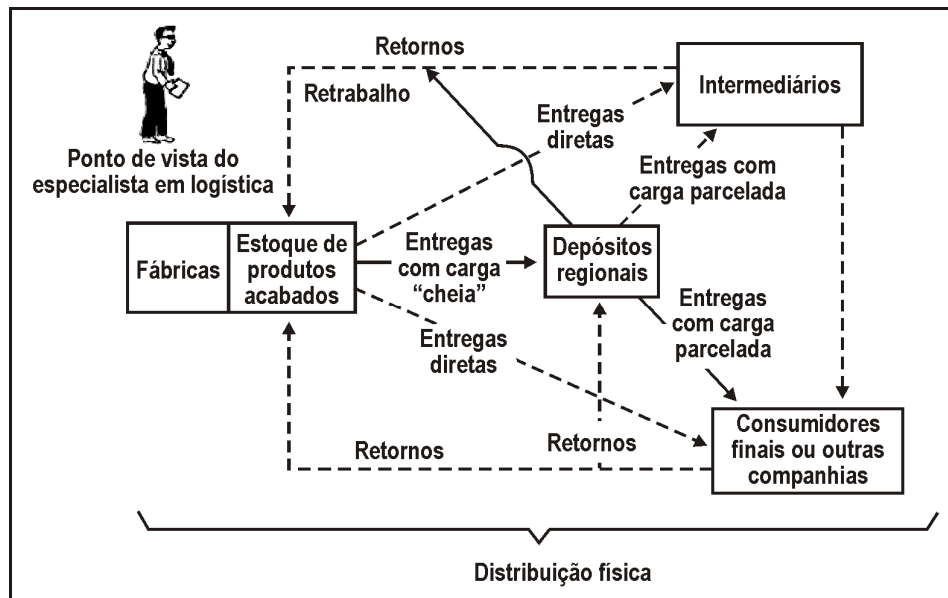 Retornos
Retrabalho
Intermediários
Entregas
diretas
Ponto de vista do
especialista em logística
Entregas com
carga parcelada
Fábricas
Estoque de
produtos
acabados
Entregas
com carga
“cheia”
Depósitos
regionais
Entregas
com carga
parcelada
Entregas
diretas
Consumidores
finais ou outras
companhias
Retornos
Retornos
Distribuição física